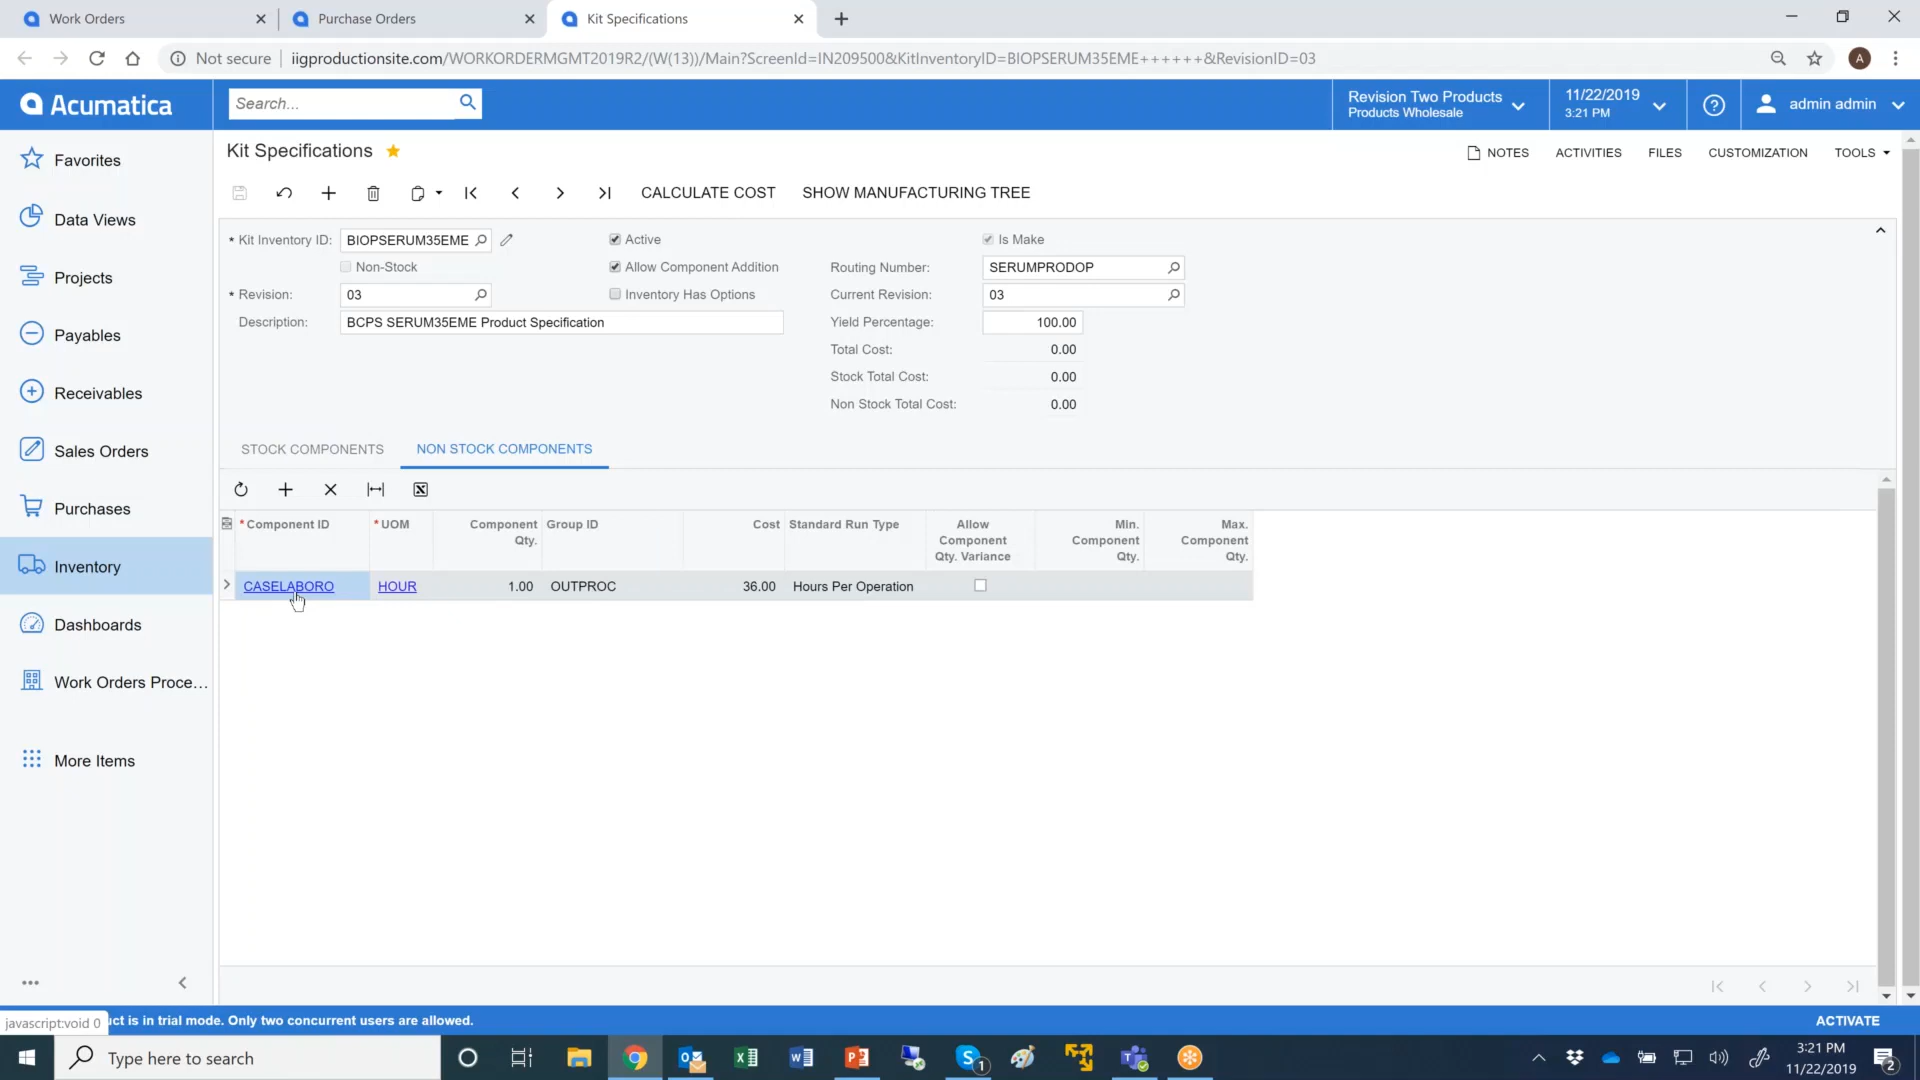 Work Orders
Purchase Orders
Kit Specifications
Not secure
iigproductionsite.com/WORKORDERMGMT2019R2/(W(13))/Main?ScreenId=IN209500&KitInventoryID=BIOPSERUM35EME++++++&RevisionID=03
A
Acumatica
Search...
Revision Two Products
Products Wholesale
11/22/2019
3:21 PM
?
admin admin
Favorites
Data Views
Projects
Payables
Receivables
Sales Orders
Purchases
Inventory
Dashboards
Work Orders Proce...
More Items
Kit Specifications
NOTES
ACTIVITIES
FILES
CUSTOMIZATION
TOOLS
CALCULATE COST
SHOW MANUFACTURING TREE
* Kit Inventory ID: BIOPSERUM35EME
Non-Stock
* Revision: 03
Description: BCPS SERUM35EME Product Specification
Active
Allow Component Addition
Inventory Has Options
Is Make
Routing Number: SERUMPRODOP
Current Revision: 03
Yield Percentage: 100.00
Total Cost: 0.00
Stock Total Cost: 0.00
Non Stock Total Cost: 0.00
STOCK COMPONENTS
NON STOCK COMPONENTS
* Component ID
* UOM
Component Qty.
Group ID
Cost
Standard Run Type
Allow Component Qty. Variance
Min. Component Qty.
Max. Component Qty.
CASELABORO HOUR 1.00 OUTPROC 36.00 Hours Per Operation
javascript:void 0
uct is in trial mode. Only two concurrent users are allowed.
ACTIVATE
Type here to search
1
3:21 PM
11/22/2019
2